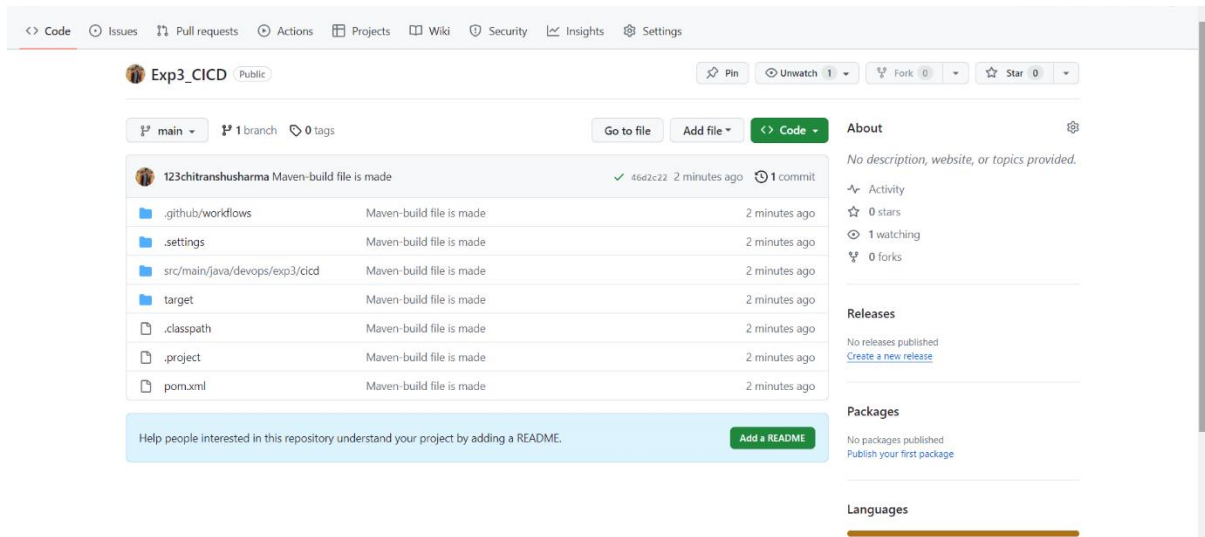 Code Issues Pull requests Actions Projects Wiki Security Insights Settings
Exp3_CICD Public Pin Unwatch 1 Fork 0 Star 0
main 1 branch 0 tags Go to file Add file Code
123chitranshusharma Maven-build file is made 46d2c22 2 minutes ago 1 commit
.github/workflows Maven-build file is made 2 minutes ago
.settings Maven-build file is made 2 minutes ago
src/main/java/devops/exp3/cicd Maven-build file is made 2 minutes ago
target Maven-build file is made 2 minutes ago
.classpath Maven-build file is made 2 minutes ago
.project Maven-build file is made 2 minutes ago
pom.xml Maven-build file is made 2 minutes ago
Help people interested in this repository understand your project by adding a README. Add a README
About
No description, website, or topics provided.
Activity
0 stars
1 watching
0 forks
Releases
No releases published
Create a new release
Packages
No packages published
Publish your first package
Languages